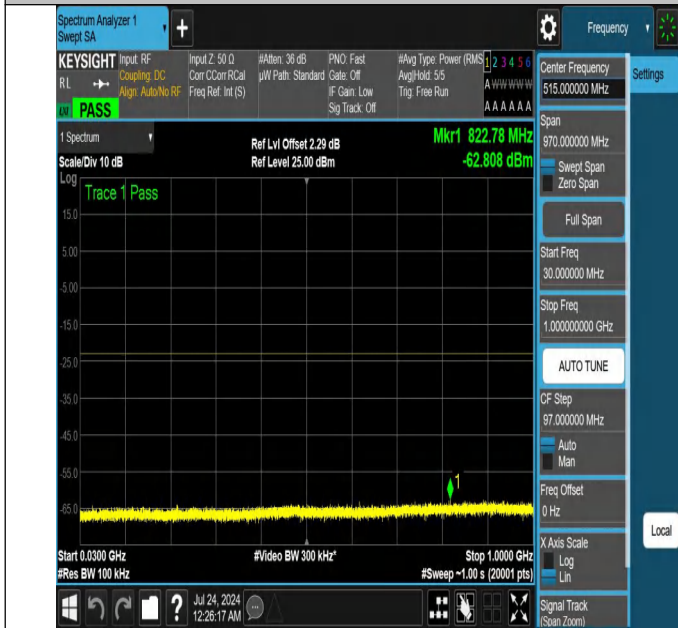 Spectrum Analyzer 1
Swept SA
+
Frequency
KEYSIGHT
RL
PASS
Input: RF
Coupling: DC
Align: Auto/No RF
Input Z: 50 Ω
Corr CCorr RCal
Freq Ref: Int (S)
#Atten: 36 dB
µW Path: Standard
PNO: Fast
Gate: Off
IF Gain: Low
Sig Track: Off
#Avg Type: Power (RMS
Avg|Hold: 5/5
Trig: Free Run
1 2 3 4 5 6
A W W W W W
A A A A A A
1 Spectrum
Scale/Div 10 dB
Ref Lvl Offset 2.29 dB
Ref Level 25.00 dBm
Mkr1 822.78 MHz
-62.808 dBm
Log
Trace 1 Pass
15.0
5.00
-5.00
-15.0
-25.0
-35.0
-45.0
-55.0
-65.0
1
Start 0.0300 GHz
#Res BW 100 kHz
#Video BW 300 kHz*
Stop 1.0000 GHz
#Sweep ~1.00 s (20001 pts)
Jul 24, 2024
12:26:17 AM
Center Frequency
515.000000 MHz
Span
970.000000 MHz
Swept Span
Zero Span
Full Span
Start Freq
30.000000 MHz
Stop Freq
1.000000000 GHz
AUTO TUNE
CF Step
97.000000 MHz
Auto
Man
Freq Offset
0 Hz
X Axis Scale
Log
Lin
Signal Track
(Span Zoom)
Settings
Local